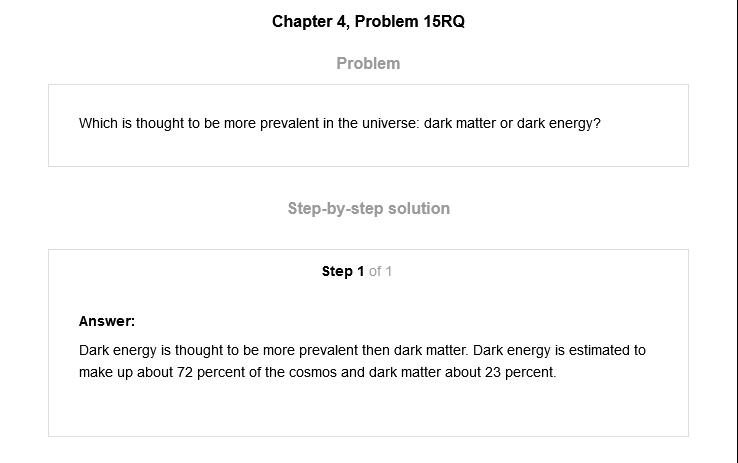 Chapter 4, Problem 15RQ
Problem
Which is thought to be more prevalent in the universe: dark matter or dark energy?
Step-by-step solution
Step 1 of 1
Answer:
Dark energy is thought to be more prevalent then dark matter. Dark energy is estimated to
make up about 72 percent of the cosmos and dark matter about 23 percent.